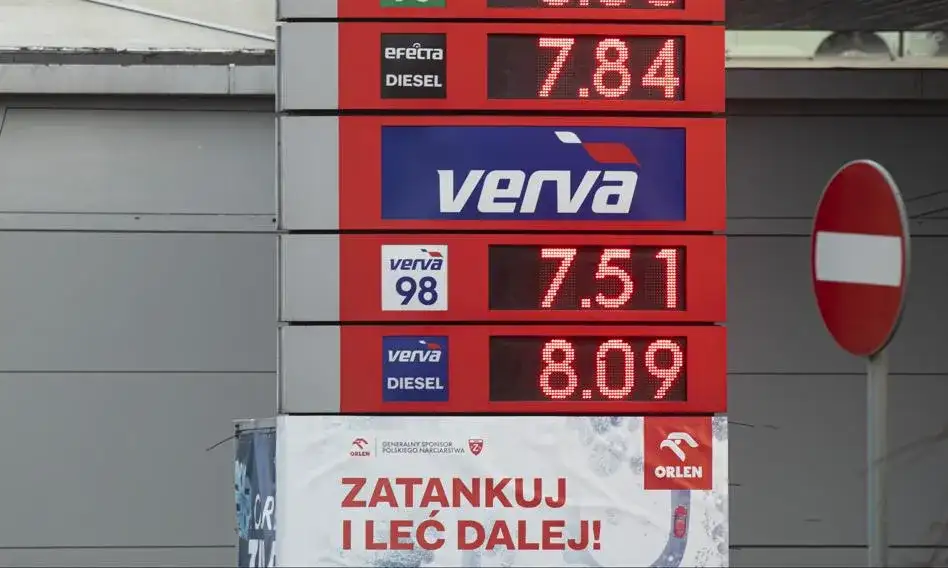 efecta
DIESEL
7.84
verva
verva
98
7.51
verva
DIESEL
8.09
ORLEN
GENERALNY SPONSOR
POLSKIEGO NARCIARSTWA
ORLEN
ZATANKUJ
I LEĆ DALEJ!